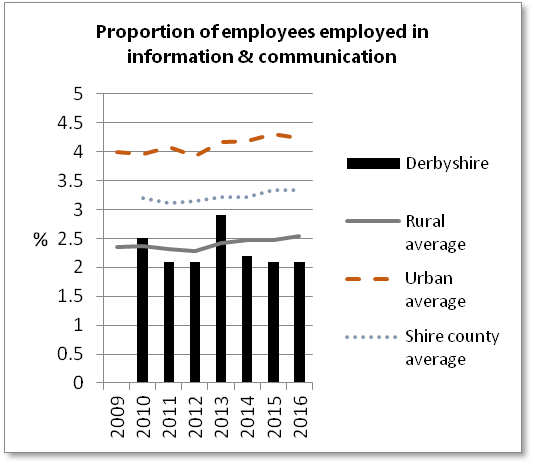 Proportion of employees employed in
information & communication
5
4.5
4
3.5
3
2.5
2
1.5
1
0.5
0
%
2009
2010
2011
2012
2013
2014
2015
2016
Derbyshire
Rural
average
Urban
average
Shire county
average